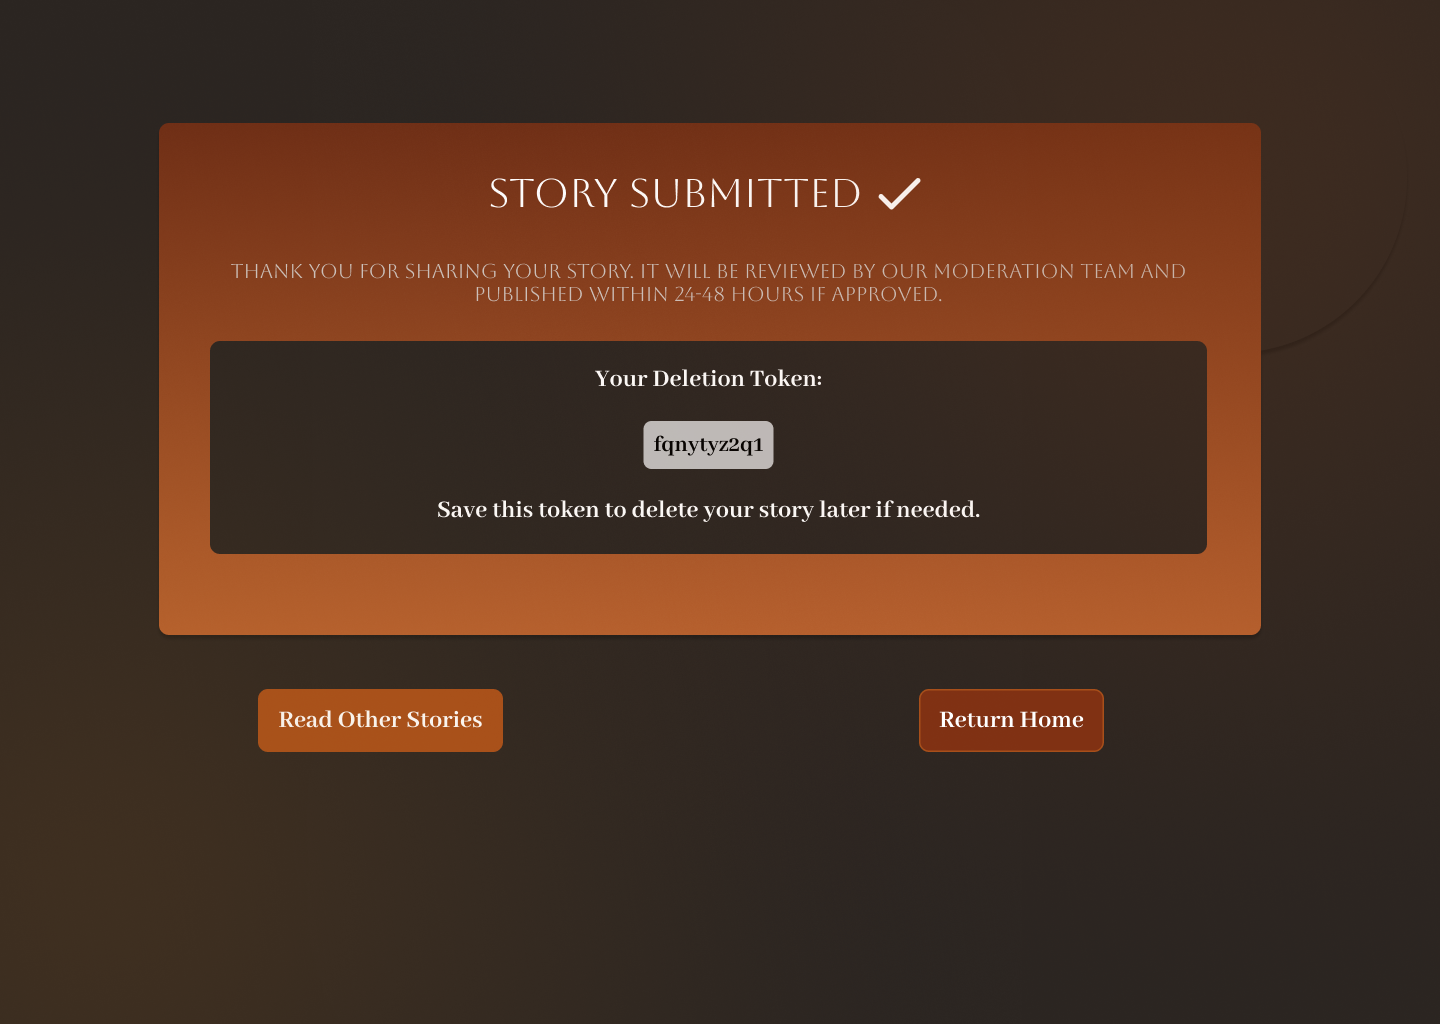 STORY SUBMITTED
THANK YOU FOR SHARING YOUR STORY. IT WILL BE REVIEWED BY OUR MODERATION TEAM AND
PUBLISHED WITHIN 24-48 HOURS IF APPROVED.
Your Deletion Token:
fqnytyz2q1
Save this token to delete your story later if needed.
Read Other Stories
Return Home